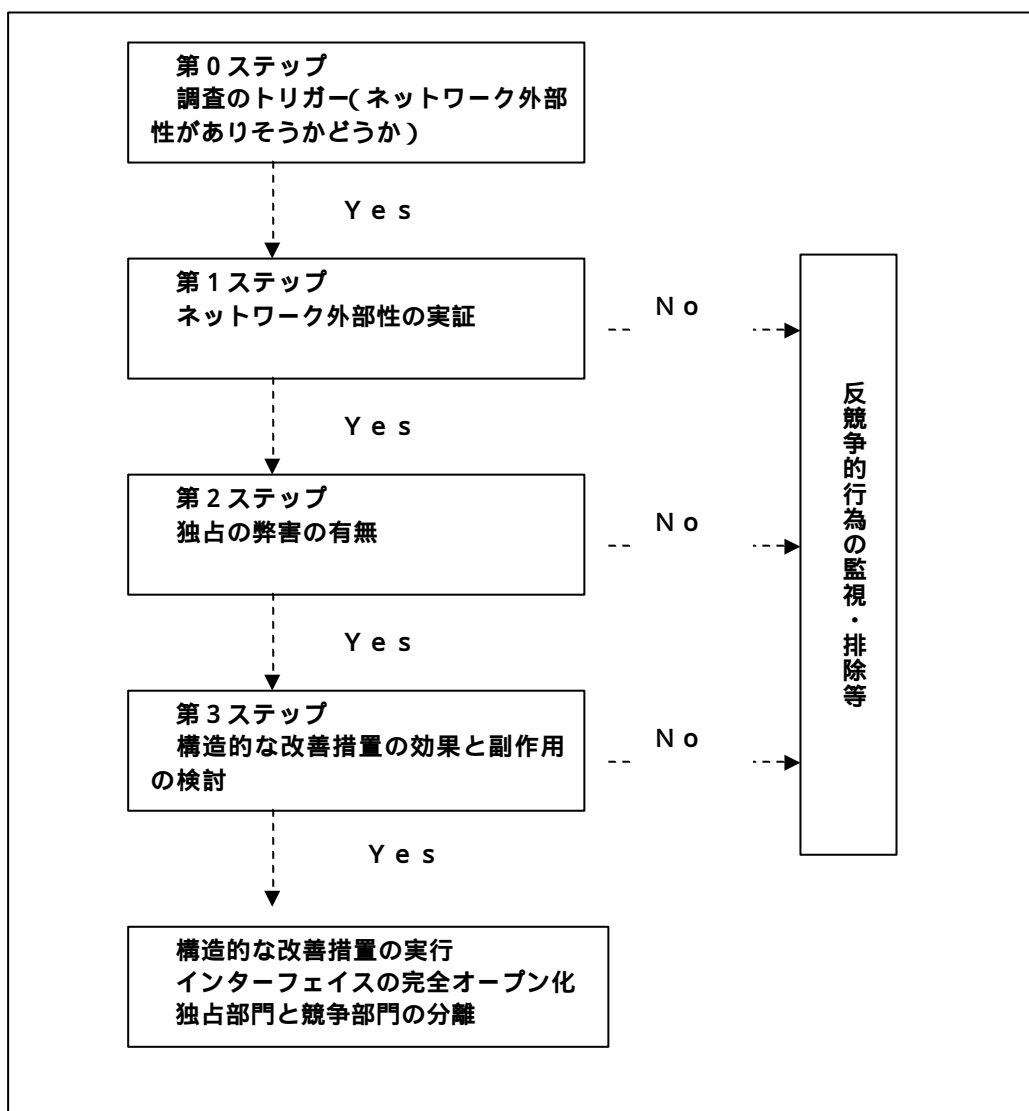 第０ステップ
調査のトリガー（ネットワーク外部
性がありそうかどうか）
Ｙｅｓ
第１ステップ
ネットワーク外部性の実証
Ｎｏ
Ｙｅｓ
第２ステップ
独占の弊害の有無
Ｎｏ
Ｙｅｓ
第３ステップ
構造的な改善措置の効果と副作用
の検討
Ｎｏ
Ｙｅｓ
構造的な改善措置の実行
インターフェイスの完全オープン化
独占部門と競争部門の分離
反競争的行為の監視・排除等